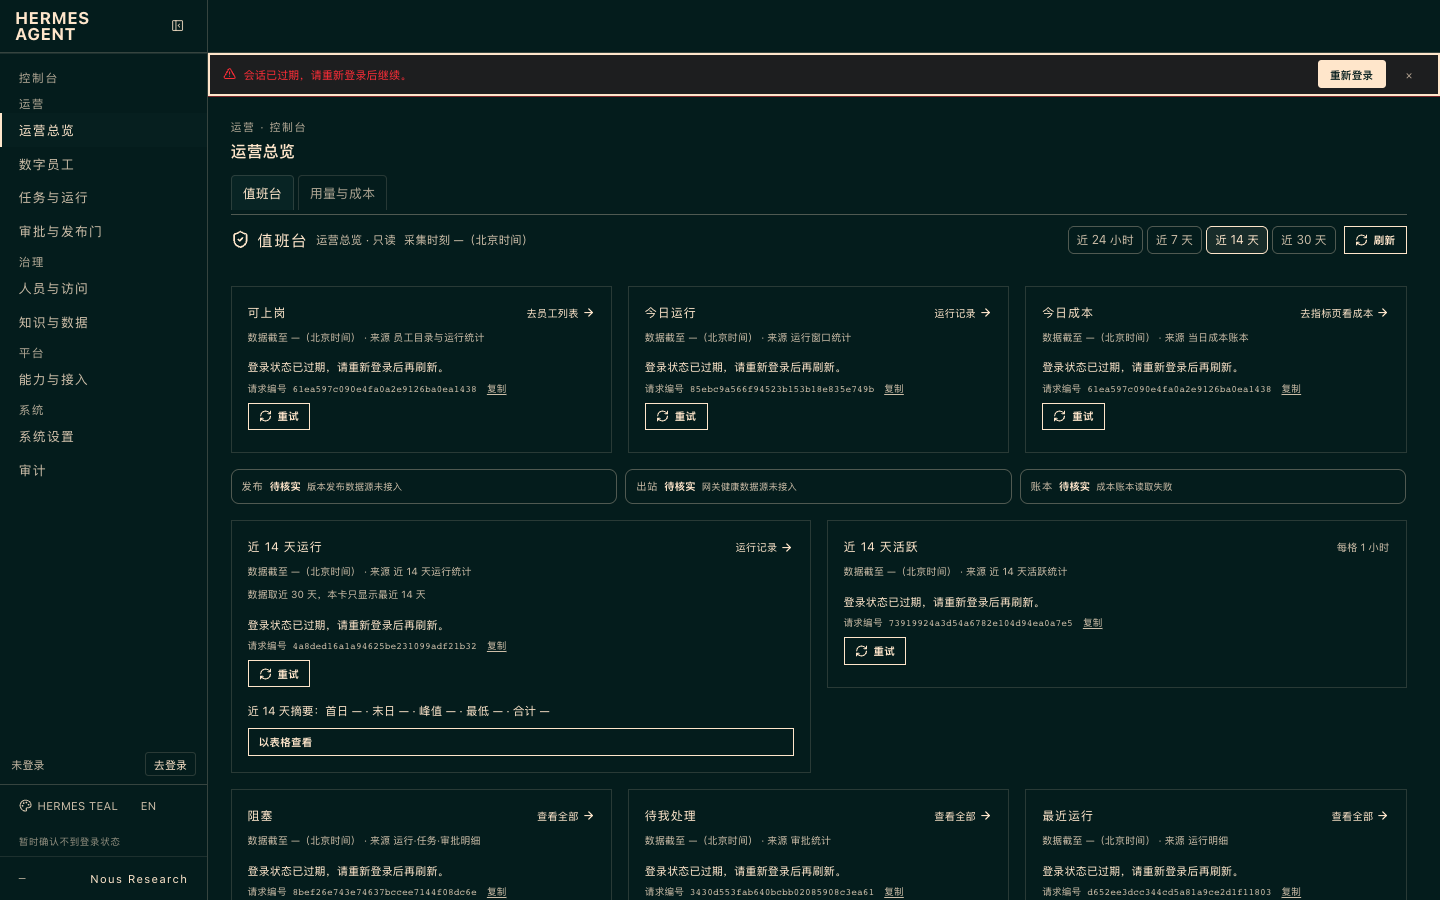 HERMES
AGENT
控制台
运营
运营总览
数字员工
任务与运行
审批与发布门
治理
人员与访问
知识与数据
平台
能力与接入
系统
系统设置
审计
未登录 去登录
HERMES TEAL EN
暂时确认不到登录状态
— Nous Research
会话已过期，请重新登录后继续。 重新登录 ×
运营 · 控制台
运营总览
值班台 用量与成本
值班台 运营总览 · 只读 采集时刻 —（北京时间） 近 24 小时 近 7 天 近 14 天 近 30 天 刷新
可上岗 去员工列表 →
数据截至 —（北京时间） · 来源 员工目录与运行统计
登录状态已过期，请重新登录后再刷新。
请求编号 61ea597c090e4fa0a2e9126ba0ea1438 复制
重试
今日运行 运行记录 →
数据截至 —（北京时间） · 来源 运行窗口统计
登录状态已过期，请重新登录后再刷新。
请求编号 85ebc9a566f94523b153b18e835e749b 复制
重试
今日成本 去指标页看成本 →
数据截至 —（北京时间） · 来源 当日成本账本
登录状态已过期，请重新登录后再刷新。
请求编号 61ea597c090e4fa0a2e9126ba0ea1438 复制
重试
发布 待核实 版本发布数据源未接入
出站 待核实 网关健康数据源未接入
账本 待核实 成本账本读取失败
近 14 天运行 运行记录 →
数据截至 —（北京时间） · 来源 近 14 天运行统计
数据取近 30 天，本卡只显示最近 14 天
登录状态已过期，请重新登录后再刷新。
请求编号 4a8ded16a1a94625be231099adf21b32 复制
重试
近 14 天摘要：首日 — · 末日 — · 峰值 — · 最低 — · 合计 —
以表格查看
近 14 天活跃 每格 1 小时
数据截至 —（北京时间） · 来源 近 14 天活跃统计
登录状态已过期，请重新登录后再刷新。
请求编号 73919924a3d54a6782e104d94ea0a7e5 复制
重试
阻塞 查看全部 →
数据截至 —（北京时间） · 来源 运行·任务·审批明细
登录状态已过期，请重新登录后再刷新。
请求编号 8bef26e743e74637bccee7144f08dc6e 复制
待我处理 查看全部 →
数据截至 —（北京时间） · 来源 审批统计
登录状态已过期，请重新登录后再刷新。
请求编号 3430d553fab640bcbb02085908c3ea61 复制
最近运行 查看全部 →
数据截至 —（北京时间） · 来源 运行明细
登录状态已过期，请重新登录后再刷新。
请求编号 d652ee3dcc344cd5a81a9ce2d1f11803 复制